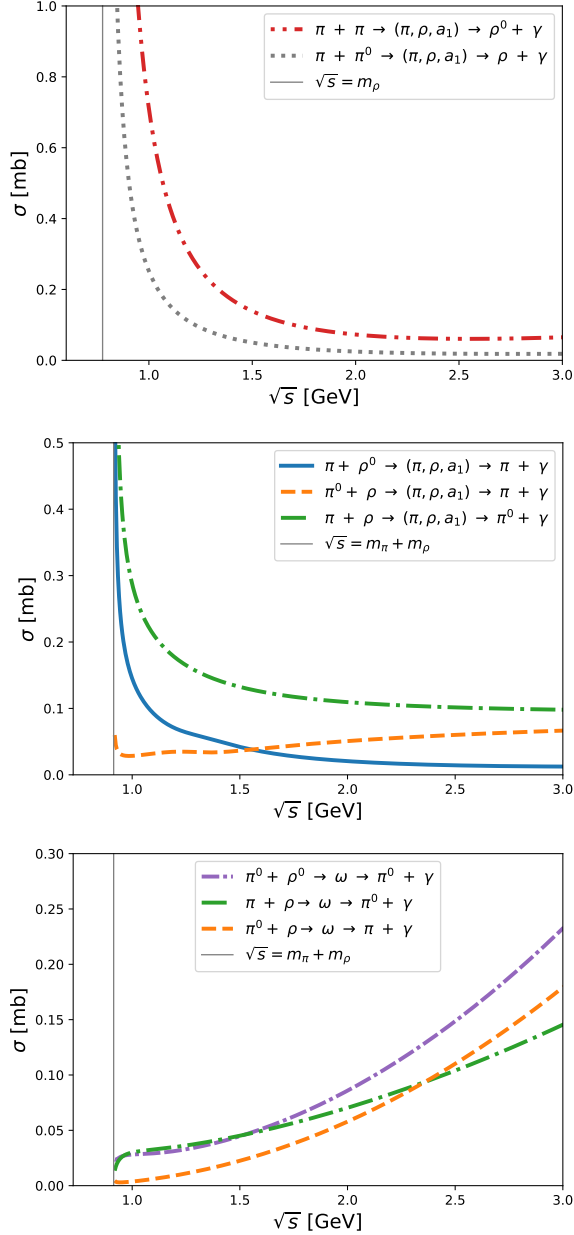 1.0
0.8
0.6
0.4
0.2
0.0
σ [mb]
π + π → (π, ρ, a₁) → ρ⁰ + γ
π + π⁰ → (π, ρ, a₁) → ρ + γ
√s = mρ
1.0 1.5 2.0 2.5 3.0
√s [GeV]
0.5
0.4
0.3
0.2
0.1
0.0
σ [mb]
π + ρ⁰ → (π, ρ, a₁) → π + γ
π⁰ + ρ → (π, ρ, a₁) → π + γ
π + ρ → (π, ρ, a₁) → π⁰ + γ
√s = mπ + mρ
1.0 1.5 2.0 2.5 3.0
√s [GeV]
0.30
0.25
0.20
0.15
0.10
0.05
0.00
σ [mb]
π⁰ + ρ⁰ → ω → π⁰ + γ
π + ρ → ω → π⁰ + γ
π⁰ + ρ → ω → π + γ
√s = mπ + mρ
1.0 1.5 2.0 2.5 3.0
√s [GeV]